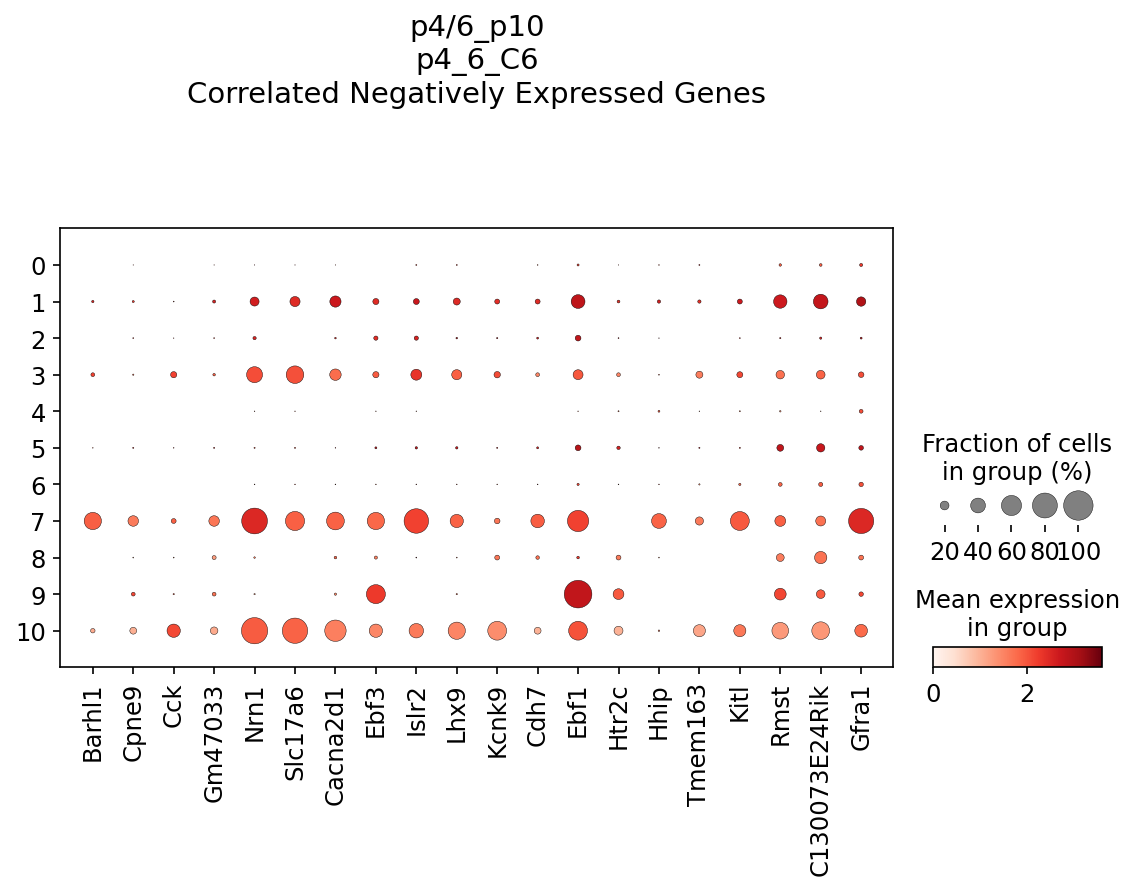 p4/6_p10
p4_6_C6
Correlated Negatively Expressed Genes
0
1
2
3
4
5
6
7
8
9
10
Barhl1
Cpne9
Cck
Gm47033
Nrn1
Slc17a6
Cacna2d1
Ebf3
Islr2
Lhx9
Kcnk9
Cdh7
Ebf1
Htr2c
Hhip
Tmem163
Kitl
Rmst
C130073E24Rik
Gfra1
Fraction of cells
in group (%)
20 40 60 80 100
Mean expression
in group
0 2